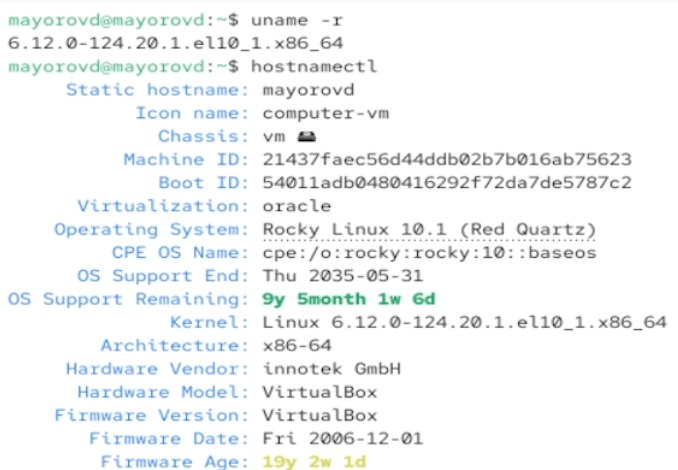 mayorovd@mayorovd:~$ uname -r
6.12.0-124.20.1.el10_1.x86_64
mayorovd@mayorovd:~$ hostnamectl
Static hostname: mayorovd
Icon name: computer-vm
Chassis: vm 🖴
Machine ID: 21437faec56d44ddb02b7b016ab75623
Boot ID: 54011adb0480416292f72da7de5787c2
Virtualization: oracle
Operating System: Rocky Linux 10.1 (Red Quartz)
CPE OS Name: cpe:/o:rocky:rocky:10::baseos
OS Support End: Thu 2035-05-31
OS Support Remaining: 9y 5month 1w 6d
Kernel: Linux 6.12.0-124.20.1.el10_1.x86_64
Architecture: x86-64
Hardware Vendor: innotek GmbH
Hardware Model: VirtualBox
Firmware Version: VirtualBox
Firmware Date: Fri 2006-12-01
Firmware Age: 19y 2w 1d